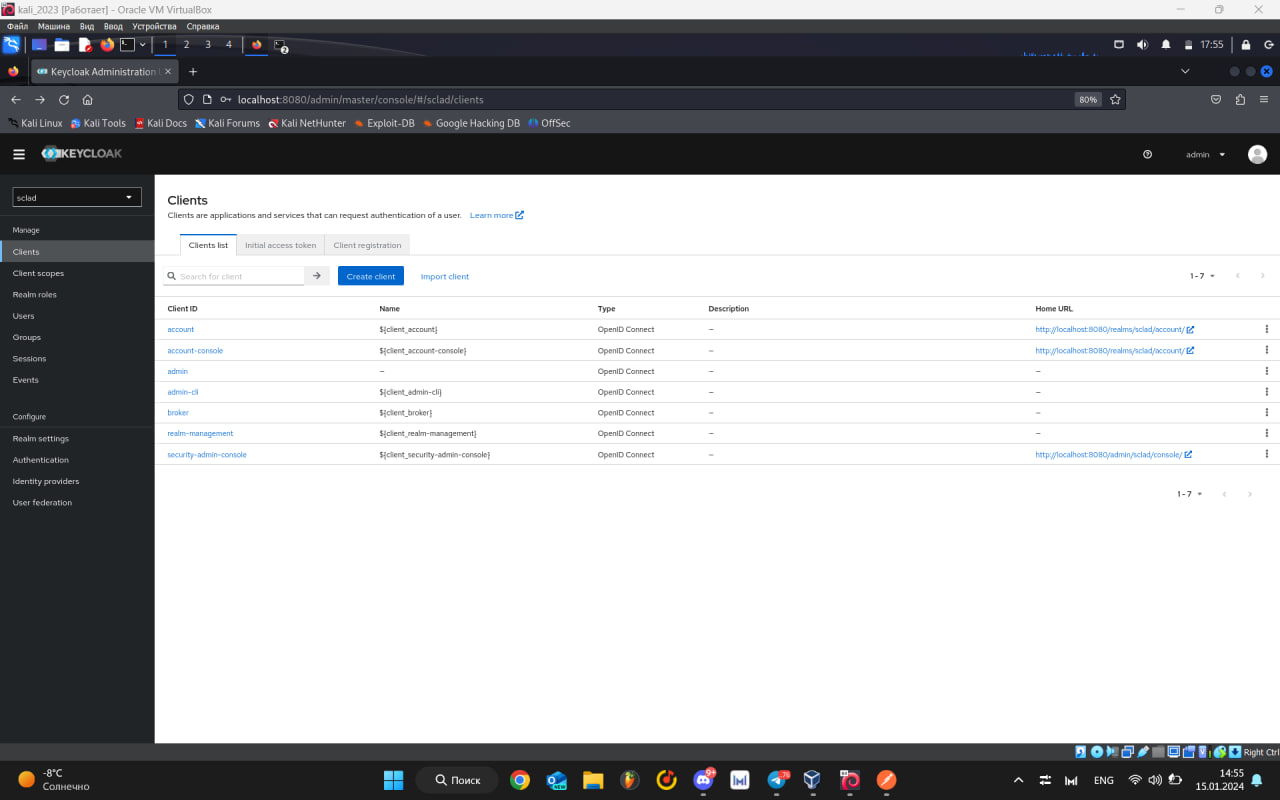 kali_2023 [Работает] - Oracle VM VirtualBox
Файл Машина Вид Ввод Устройства Справка
1 2 3 4 2 17:55
Keycloak Administration
localhost:8080/admin/master/console/#/sclad/clients 80%
Kali Linux Kali Tools Kali Docs Kali Forums Kali NetHunter Exploit-DB Google Hacking DB OffSec
KEYCLOAK admin
sclad
Manage
Clients
Client scopes
Realm roles
Users
Groups
Sessions
Events
Configure
Realm settings
Authentication
Identity providers
User federation
Clients
Clients are applications and services that can request authentication of a user. Learn more
Clients list Initial access token Client registration
Search for client Create client Import client 1-7
Client ID Name Type Description Home URL
account ${client_account} OpenID Connect – http://localhost:8080/realms/sclad/account/
account-console ${client_account-console} OpenID Connect – http://localhost:8080/realms/sclad/account/
admin – OpenID Connect – –
admin-cli ${client_admin-cli} OpenID Connect – –
broker ${client_broker} OpenID Connect – –
realm-management ${client_realm-management} OpenID Connect – –
security-admin-console ${client_security-admin-console} OpenID Connect – http://localhost:8080/admin/sclad/console/
1-7
Right Ctrl
-8°C
Солнечно
Поиск
NEW
9+
ENG
14:55
15.01.2024